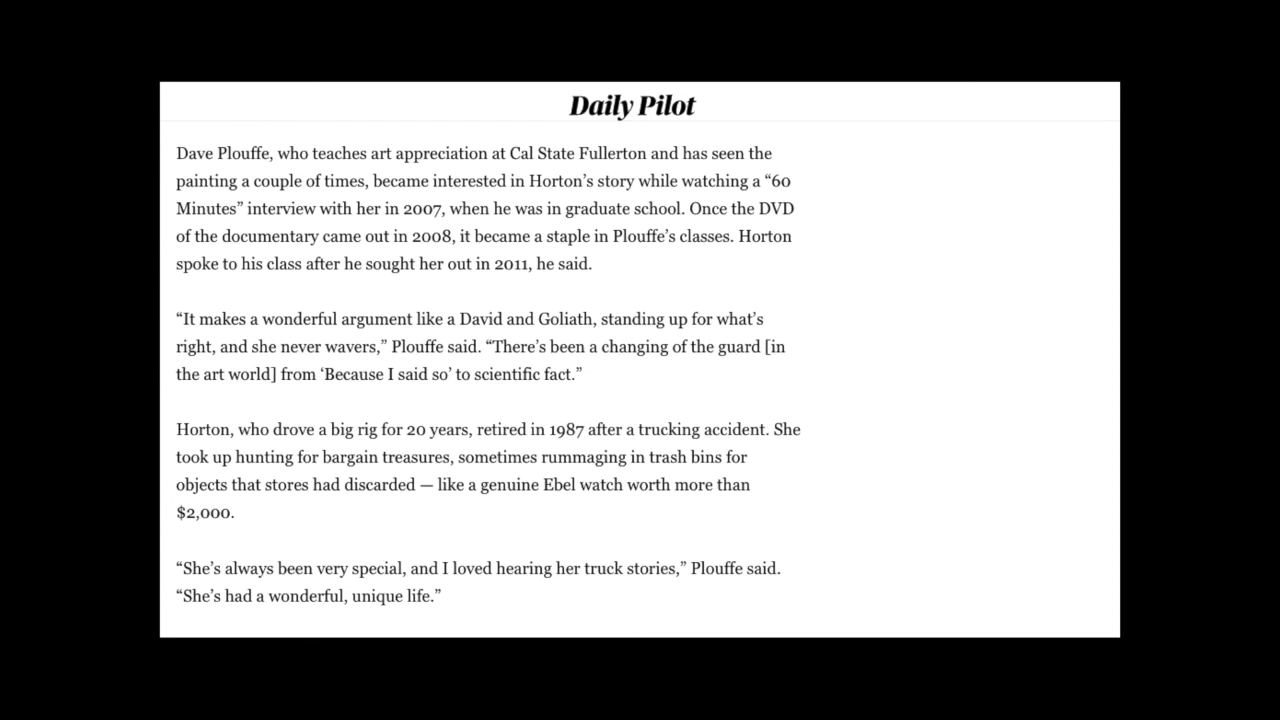 Daily Pilot
Dave Plouffe, who teaches art appreciation at Cal State Fullerton and has seen the
painting a couple of times, became interested in Horton’s story while watching a “60
Minutes” interview with her in 2007, when he was in graduate school. Once the DVD
of the documentary came out in 2008, it became a staple in Plouffe’s classes. Horton
spoke to his class after he sought her out in 2011, he said.
“It makes a wonderful argument like a David and Goliath, standing up for what’s
right, and she never wavers,” Plouffe said. “There’s been a changing of the guard [in
the art world] from ‘Because I said so’ to scientific fact.”
Horton, who drove a big rig for 20 years, retired in 1987 after a trucking accident. She
took up hunting for bargain treasures, sometimes rummaging in trash bins for
objects that stores had discarded — like a genuine Ebel watch worth more than
$2,000.
“She’s always been very special, and I loved hearing her truck stories,” Plouffe said.
“She’s had a wonderful, unique life.”